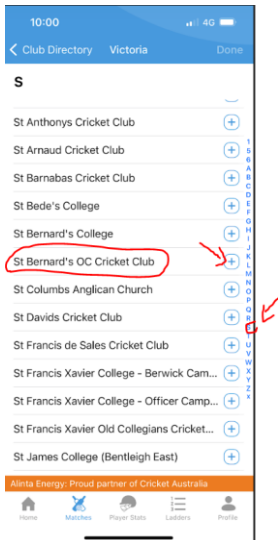 10:00
4G
Club Directory
Victoria
Done
S
St Anthonys Cricket Club
St Arnaud Cricket Club
St Barnabas Cricket Club
St Bede's College
St Bernard's College
St Bernard's OC Cricket Club
St Columbs Anglican Church
St Davids Cricket Club
St Francis de Sales Cricket Club
St Francis Xavier College - Berwick Cam...
St Francis Xavier College - Officer Camp...
St Francis Xavier Old Collegians Cricket...
St James College (Bentleigh East)
1
5
6
A
B
C
D
E
F
G
H
I
J
K
L
M
N
O
P
Q
R
T
U
V
W
X
Y
Z
Alinta Energy: Proud partner of Cricket Australia
Home
Matches
Player Stats
Ladders
Profile